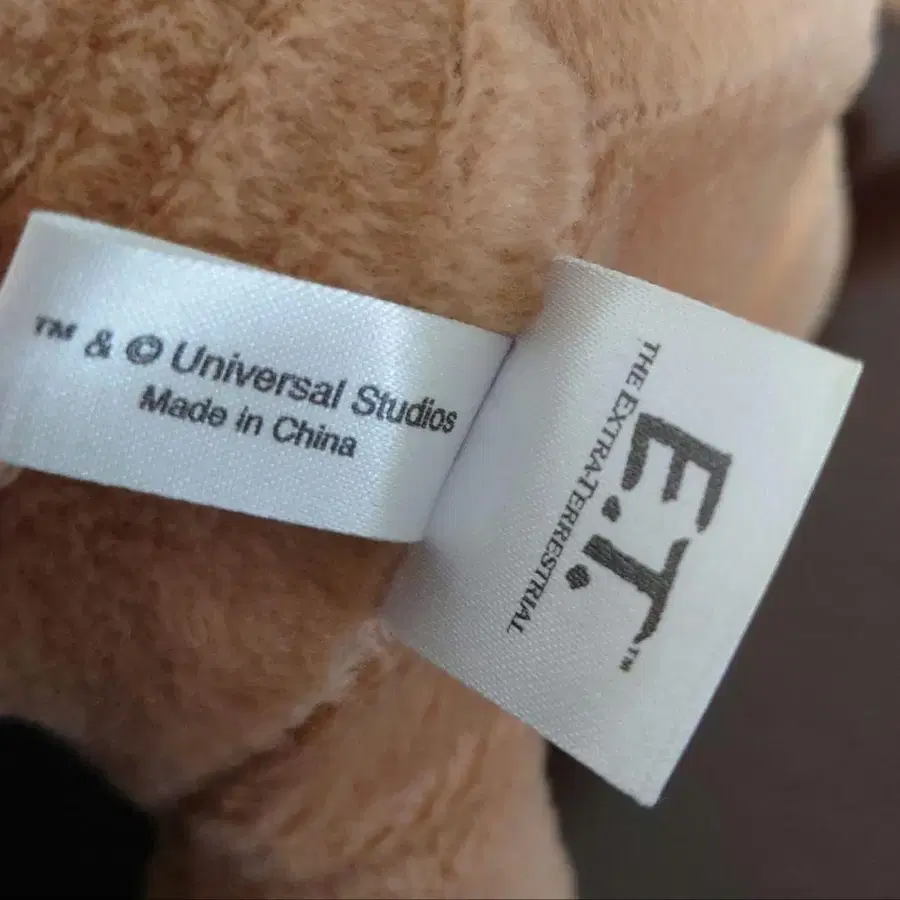 ™ & © Universal Studios
Made in China
E.T.™
THE EXTRA-TERRESTRIAL